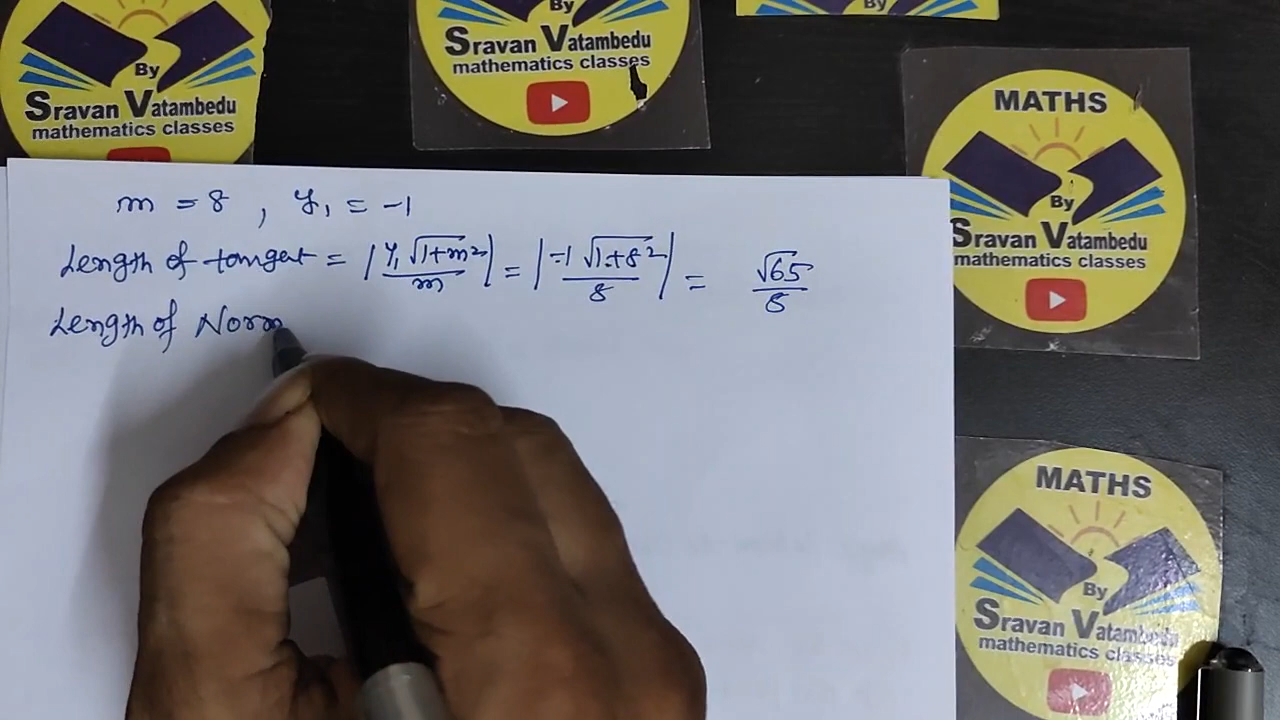 By
Sravan Vatambedu
mathematics classes
By
Sravan Vatambedu
mathematics classes
By
MATHS
By
Sravan Vatambedu
mathematics classes
m = 8 , y₁ = -1
Length of tangent = |y₁√(1+m²)/m| = |-1√(1+8²)/8| = √65/8
Length of Norm
MATHS
By
Sravan Vatambedu
mathematics classes